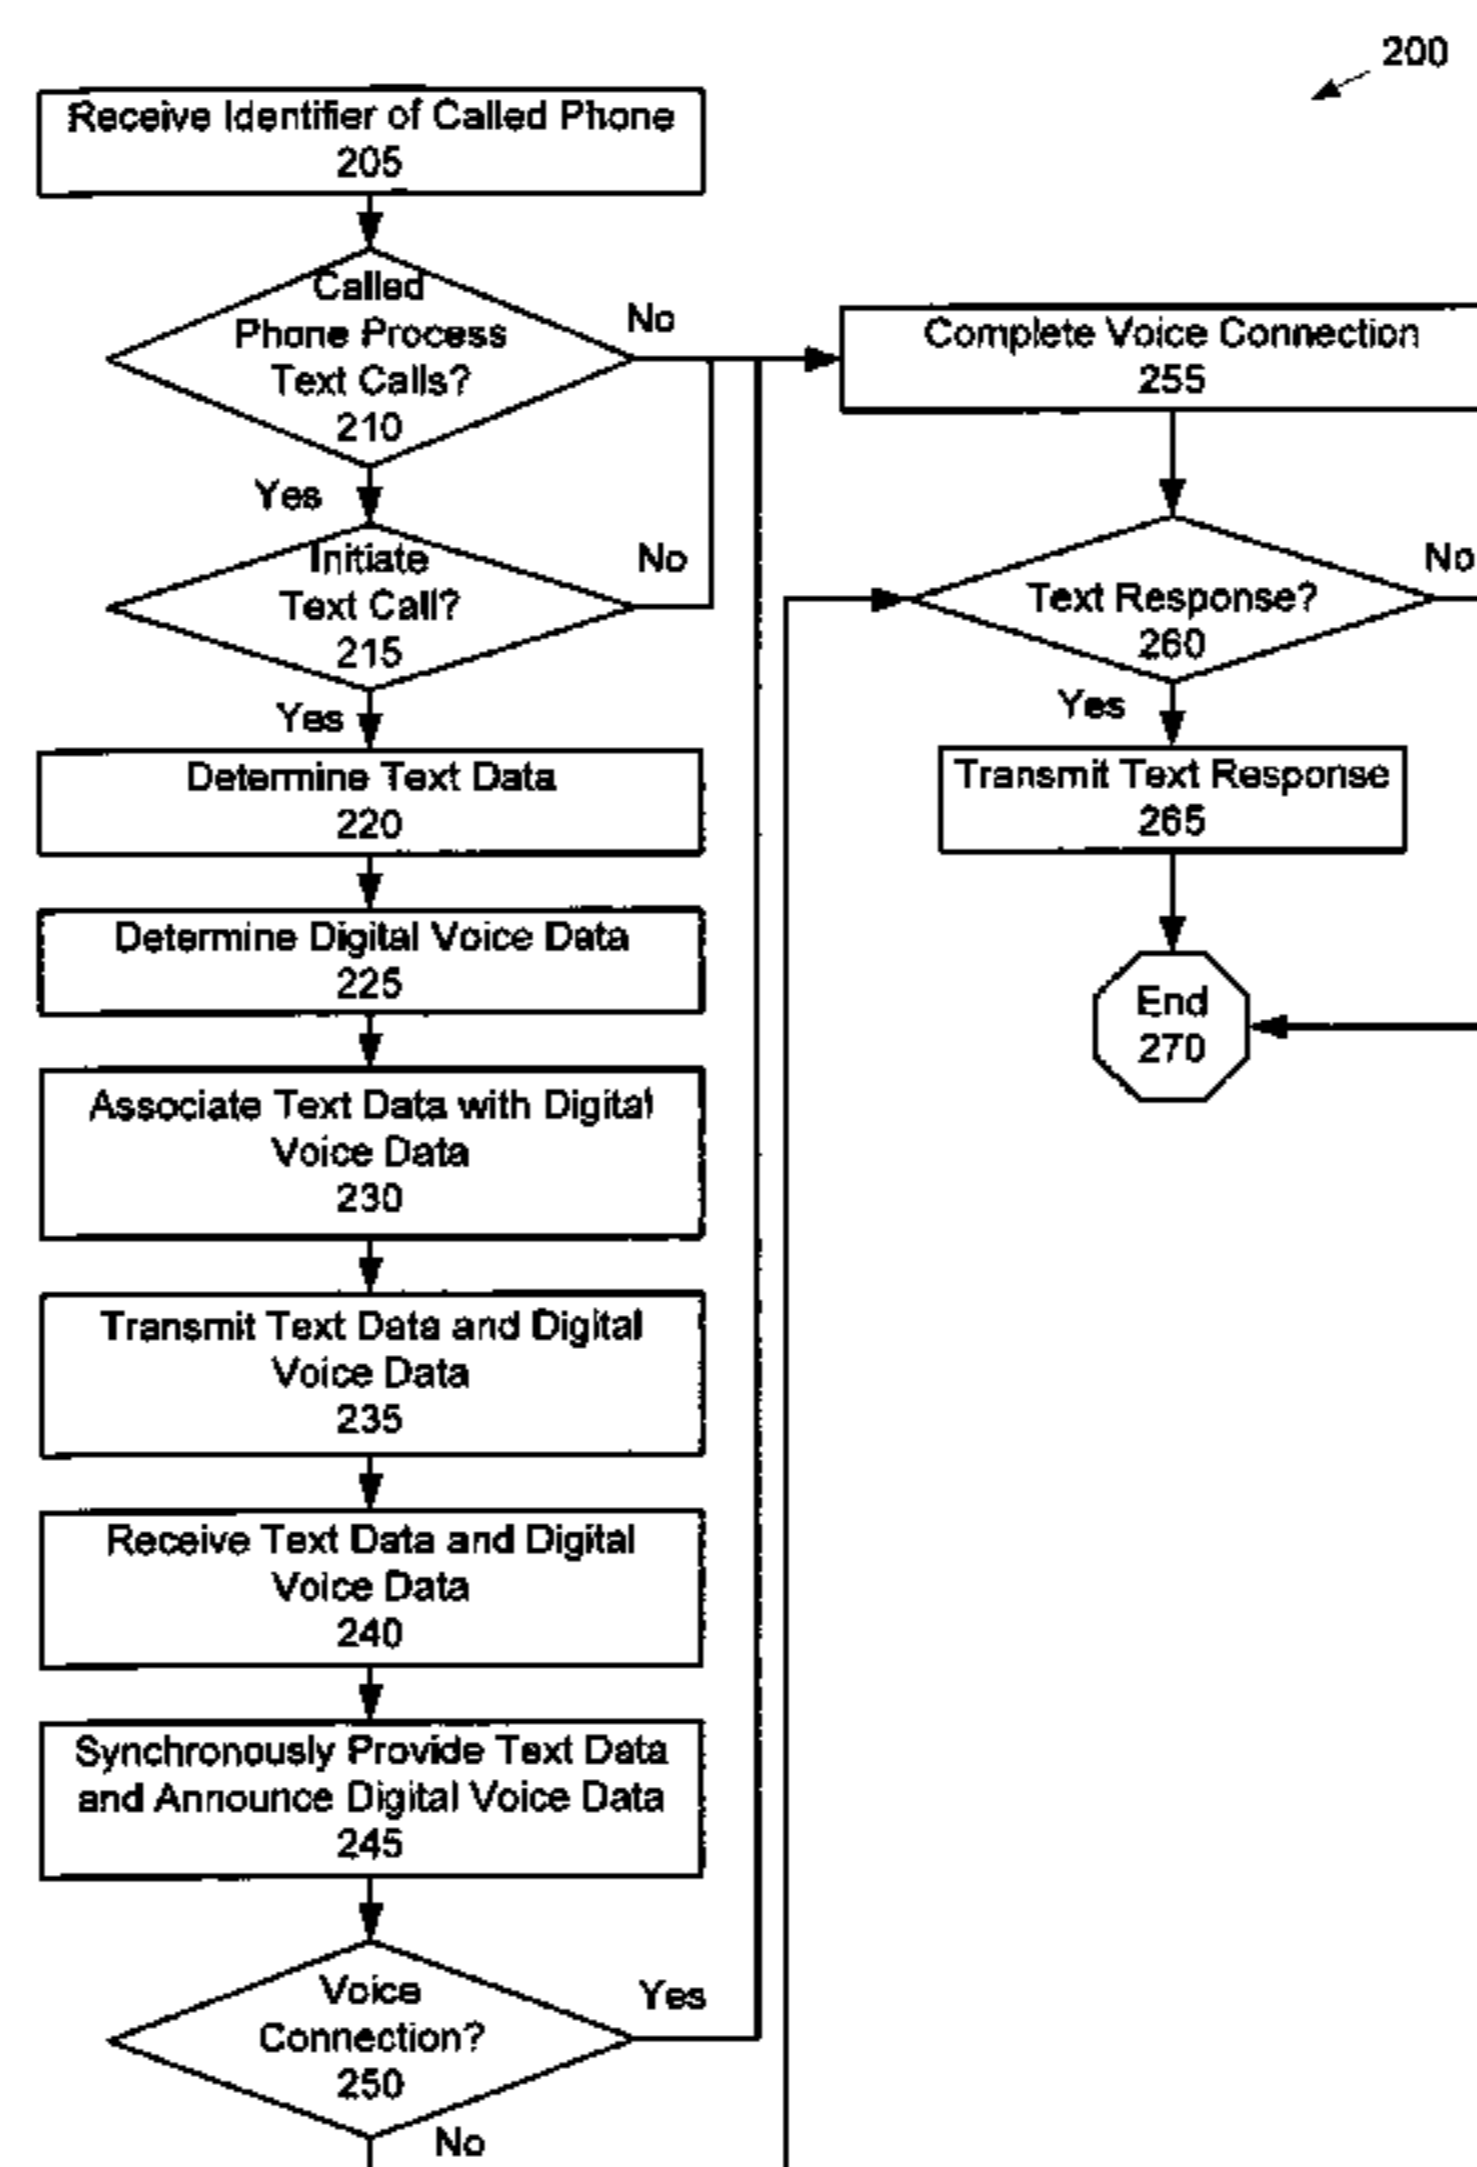 200
Receive Identifier of Called Phone
205
Called
Phone Process
Text Calls?
210
No
Yes
Initiate
Text Call?
215
No
Yes
Determine Text Data
220
Determine Digital Voice Data
225
Associate Text Data with Digital
Voice Data
230
Transmit Text Data and Digital
Voice Data
235
Receive Text Data and Digital
Voice Data
240
Synchronously Provide Text Data
and Announce Digital Voice Data
245
Voice
Connection?
250
Yes
No
Complete Voice Connection
255
Text Response?
260
No
Yes
Transmit Text Response
265
End
270